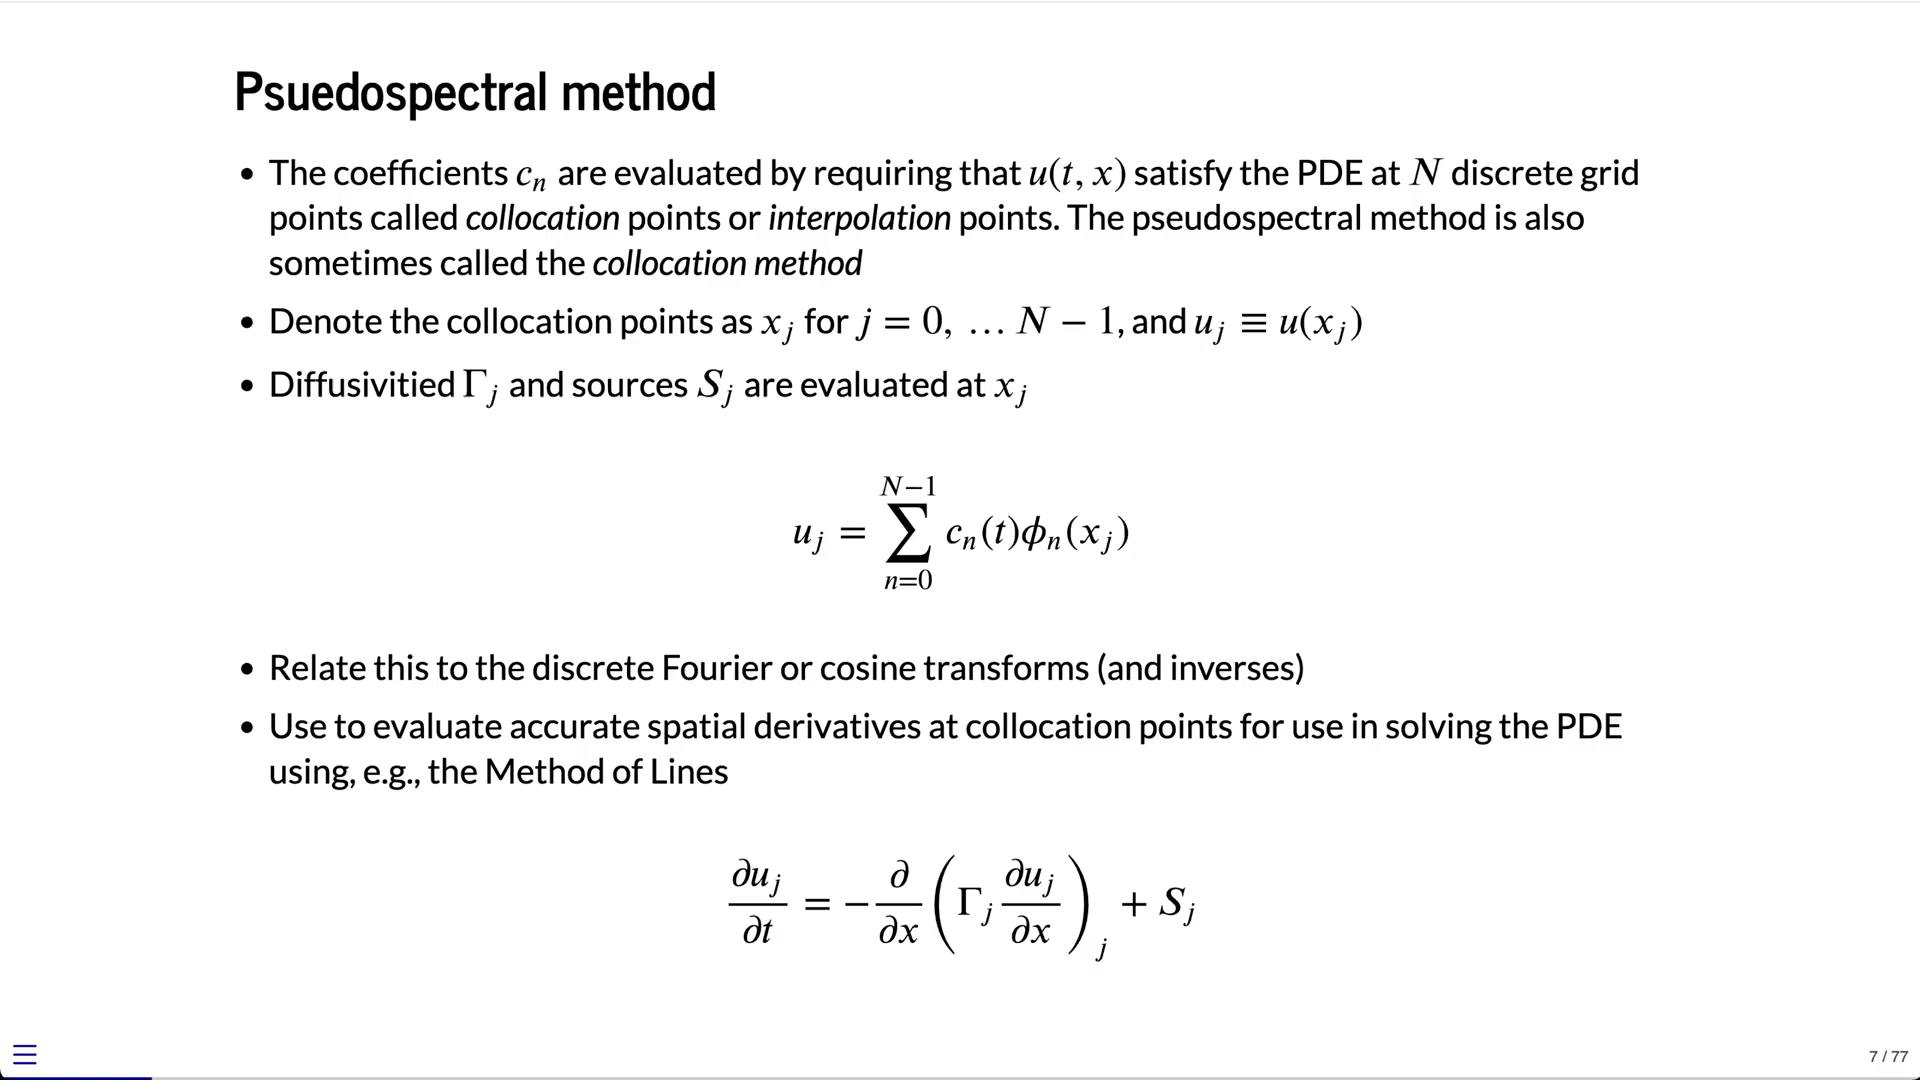 Psuedospectral method
• The coefficients cₙ are evaluated by requiring that u(t, x) satisfy the PDE at N discrete grid
points called collocation points or interpolation points. The pseudospectral method is also
sometimes called the collocation method
• Denote the collocation points as xⱼ for j = 0, … N − 1, and uⱼ ≡ u(xⱼ)
• Diffusivitied Γⱼ and sources Sⱼ are evaluated at xⱼ
uⱼ = ∑_{n=0}^{N−1} cₙ(t)ϕₙ(xⱼ)
• Relate this to the discrete Fourier or cosine transforms (and inverses)
• Use to evaluate accurate spatial derivatives at collocation points for use in solving the PDE
using, e.g., the Method of Lines
∂uⱼ/∂t = −∂/∂x (Γⱼ ∂uⱼ/∂x)ⱼ + Sⱼ
7 / 77